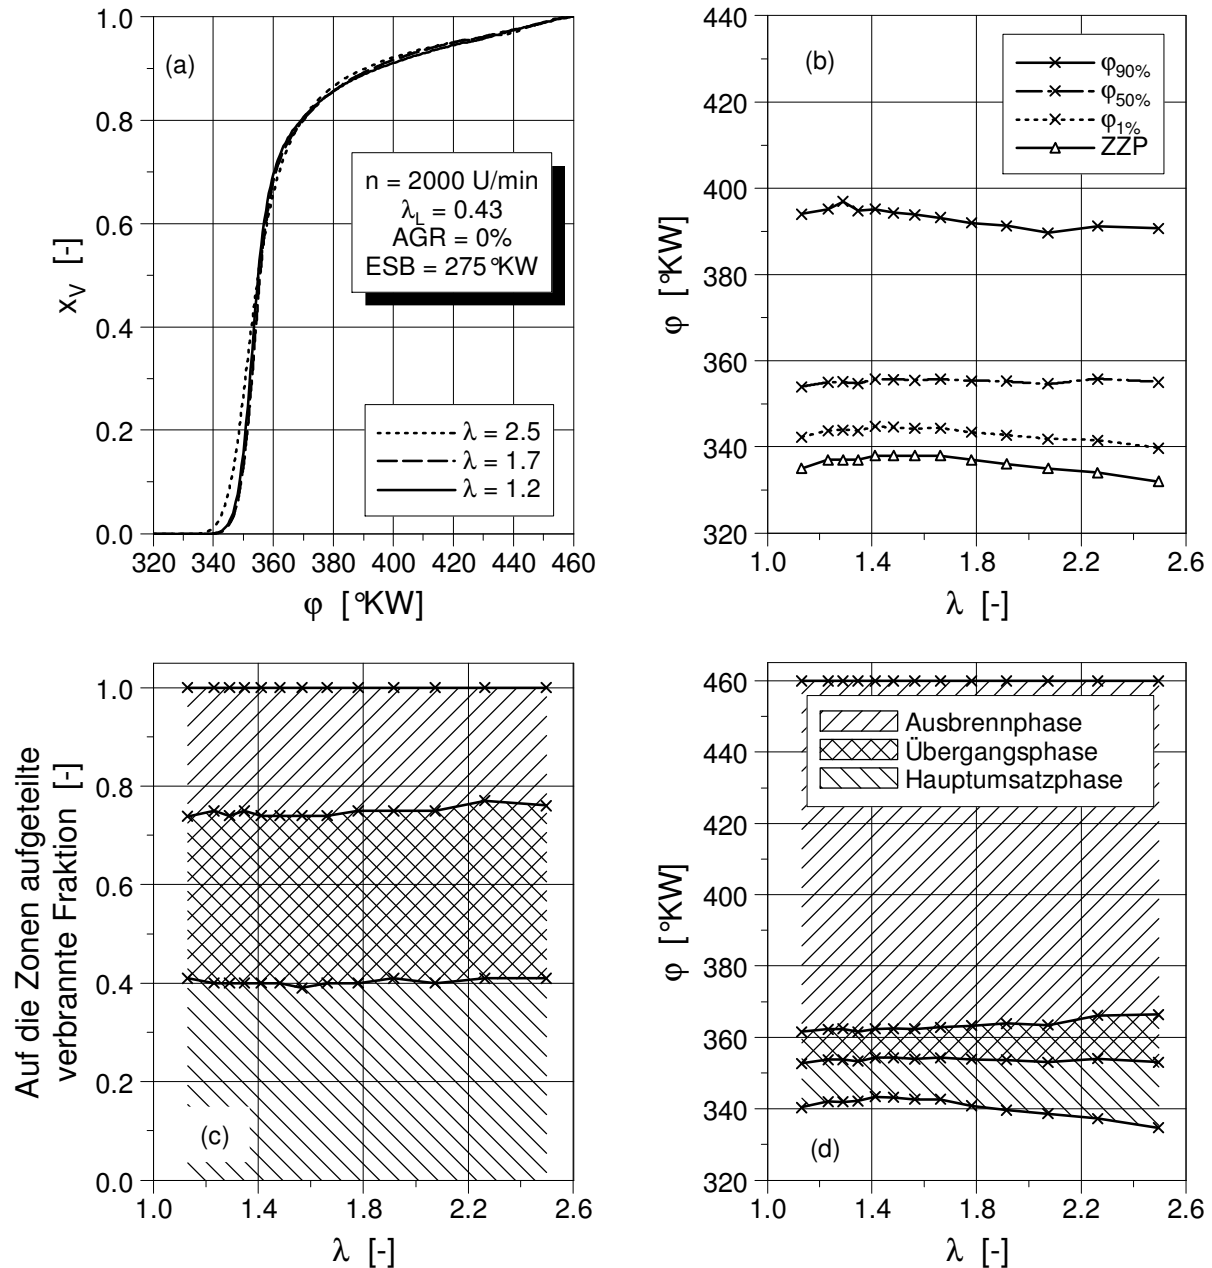 (a)
1.0
0.8
0.6
0.4
0.2
0.0
x_V [-]
n = 2000 U/min
λ_L = 0.43
AGR = 0%
ESB = 275°KW
λ = 2.5
λ = 1.7
λ = 1.2
320 340 360 380 400 420 440 460
φ [°KW]
(b)
440
420
400
380
360
340
320
φ [°KW]
φ_90%
φ_50%
φ_1%
ZZP
1.0 1.4 1.8 2.2 2.6
λ [-]
Auf die Zonen aufgeteilte
verbrannte Fraktion [-]
1.0
0.8
0.6
0.4
0.2
0.0
(c)
1.0 1.4 1.8 2.2 2.6
λ [-]
460
440
420
400
380
360
340
320
φ [°KW]
Ausbrennphase
Übergangsphase
Hauptumsatzphase
(d)
1.0 1.4 1.8 2.2 2.6
λ [-]